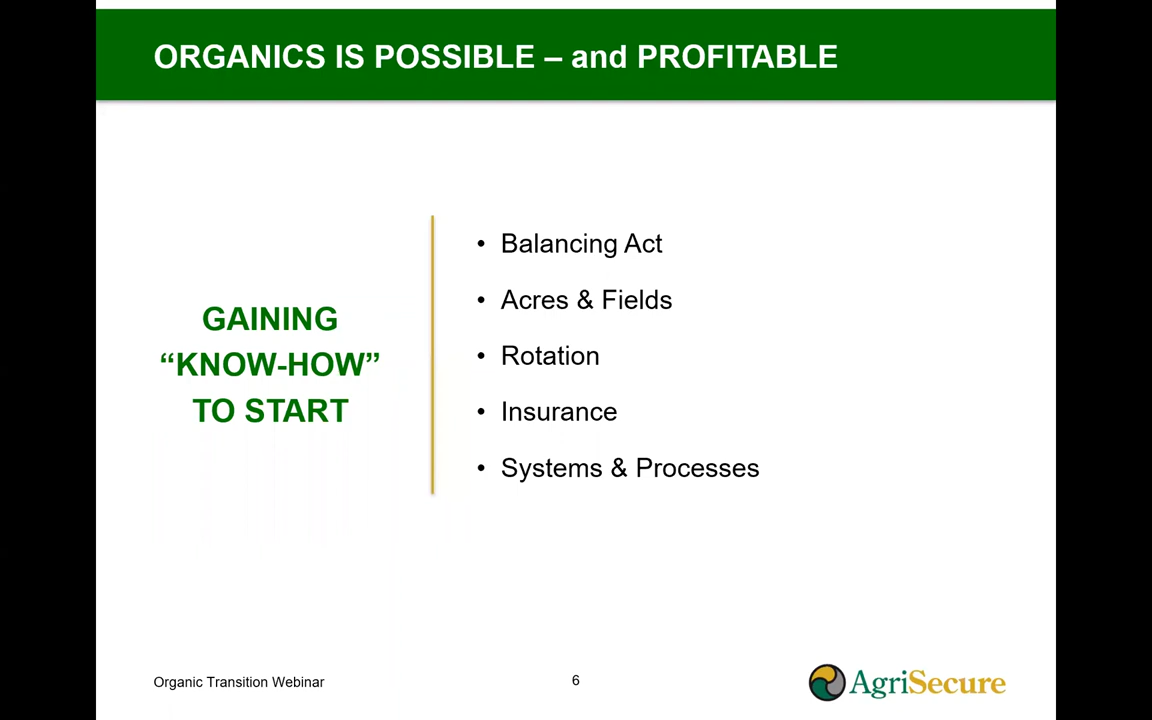 ORGANICS IS POSSIBLE – and PROFITABLE
GAINING
“KNOW-HOW”
TO START
• Balancing Act
• Acres & Fields
• Rotation
• Insurance
• Systems & Processes
Organic Transition Webinar
6
AgriSecure